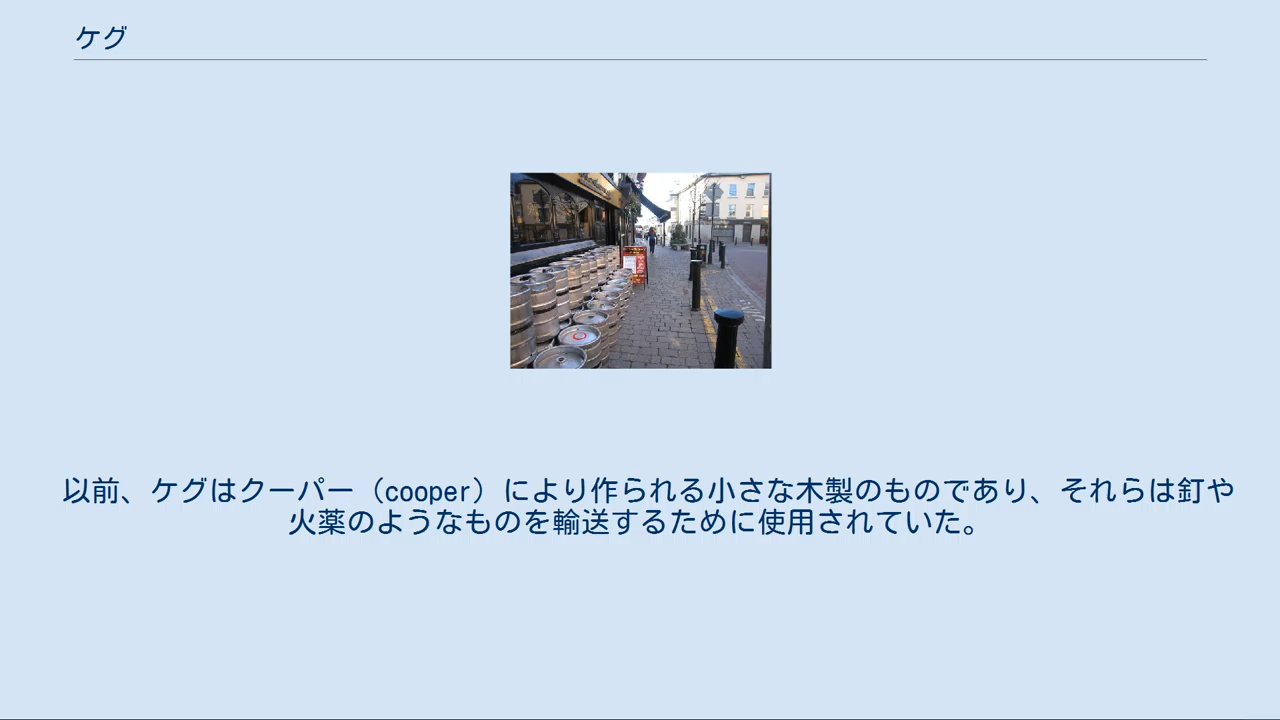 ケグ
以前、ケグはクーパー（cooper）により作られる小さな木製のものであり、それらは釘や
火薬のようなものを輸送するために使用されていた。